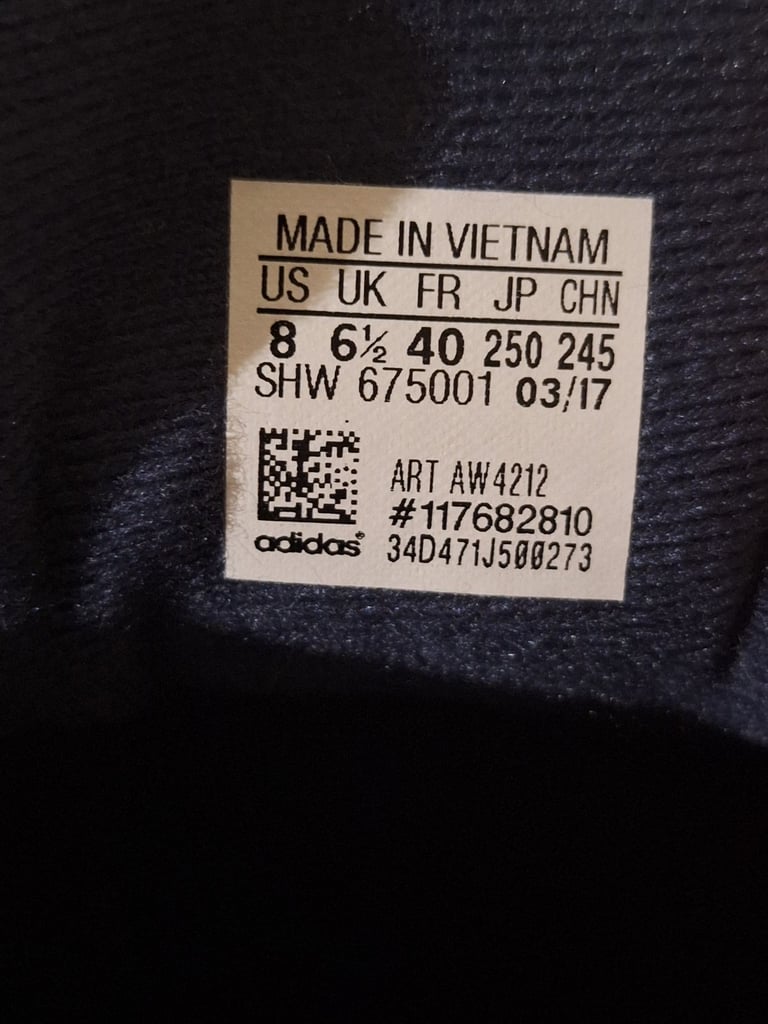 MADE IN VIETNAM
US UK FR JP CHN
8 6½ 40 250 245
SHW 675001 03/17
ART AW4212
#117682810
adidas® 34D471J500273